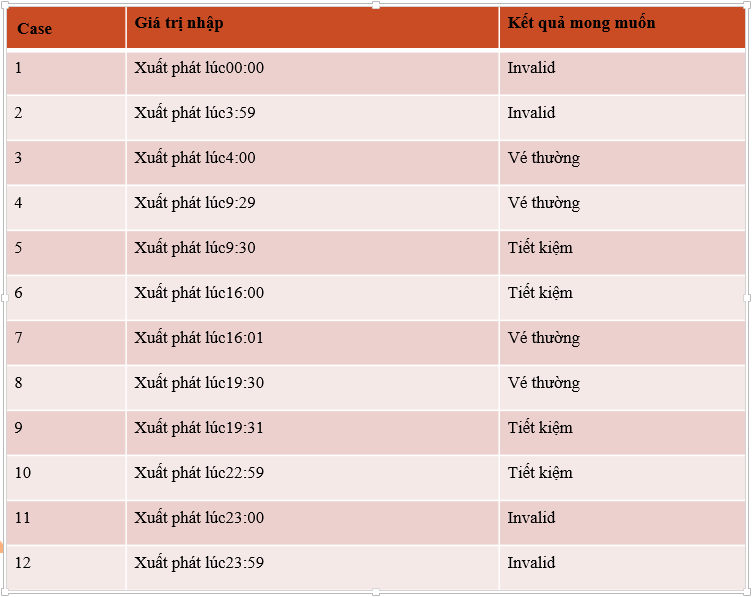 Case Giá trị nhập Kết quả mong muốn
1 Xuất phát lúc00:00 Invalid
2 Xuất phát lúc3:59 Invalid
3 Xuất phát lúc4:00 Vé thường
4 Xuất phát lúc9:29 Vé thường
5 Xuất phát lúc9:30 Tiết kiệm
6 Xuất phát lúc16:00 Tiết kiệm
7 Xuất phát lúc16:01 Vé thường
8 Xuất phát lúc19:30 Vé thường
9 Xuất phát lúc19:31 Tiết kiệm
10 Xuất phát lúc22:59 Tiết kiệm
11 Xuất phát lúc23:00 Invalid
12 Xuất phát lúc23:59 Invalid